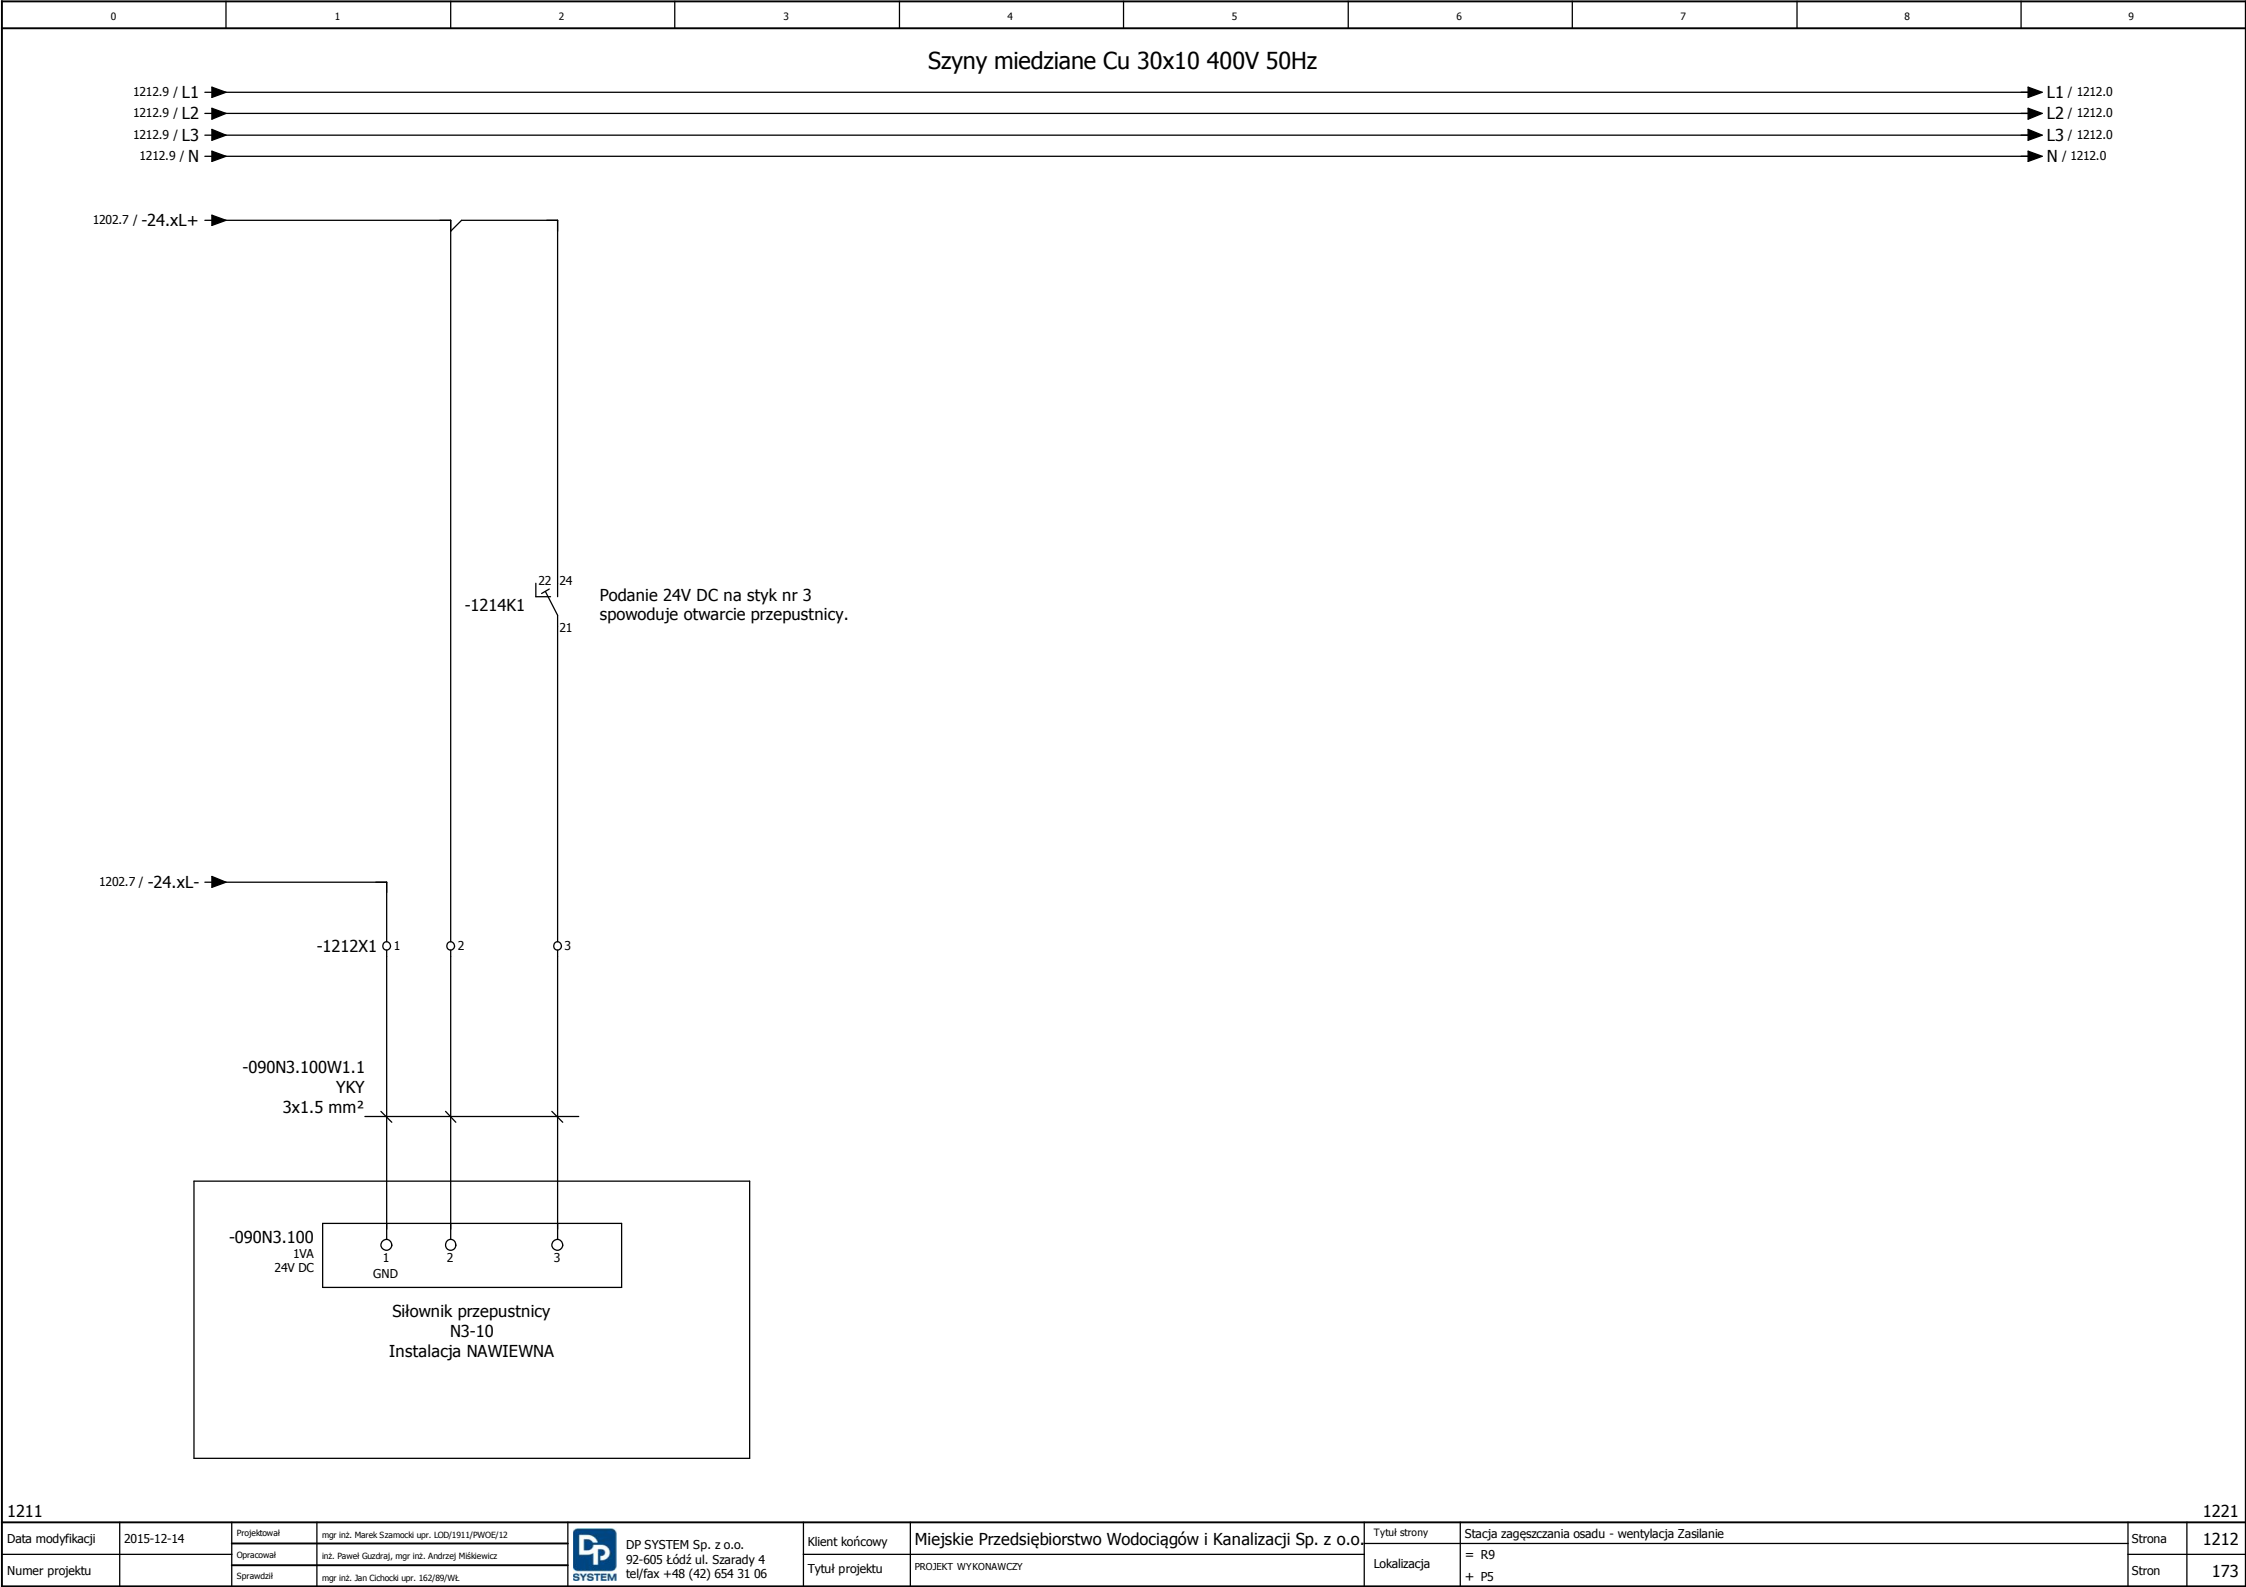 0 1 2 3 4 5 6 7 8 9
Szyny miedziane Cu 30x10 400V 50Hz
1212.9 / L1
L1 / 1212.0
1212.9 / L2
L2 / 1212.0
1212.9 / L3
L3 / 1212.0
1212.9 / N
N / 1212.0
1202.7 / -24.xL+
22 24
-1214K1
21
Podanie 24V DC na styk nr 3
spowoduje otwarcie przepustnicy.
1202.7 / -24.xL-
-1212X1 1 2 3
-090N3.100W1.1
YKY
3x1.5 mm²
-090N3.100
1VA
24V DC
1 2 3
GND
Siłownik przepustnicy
N3-10
Instalacja NAWIEWNA
1211
1221
Data modyfikacji 2015-12-14
Numer projektu
Projektował mgr inż. Marek Szamocki upr. LOD/1911/PWOE/12
Opracował inż. Paweł Guzdraj, mgr inż. Andrzej Miśkiewicz
Sprawdził mgr inż. Jan Cichocki upr. 162/89/WŁ
DP
SYSTEM
DP SYSTEM Sp. z o.o.
92-605 Łódź ul. Szarady 4
tel/fax +48 (42) 654 31 06
Klient końcowy Miejskie Przedsiębiorstwo Wodociągów i Kanalizacji Sp. z o.o.
Tytuł projektu PROJEKT WYKONAWCZY
Tytuł strony Stacja zagęszczania osadu - wentylacja Zasilanie
Lokalizacja
= R9
+ P5
Strona 1212
Stron 173